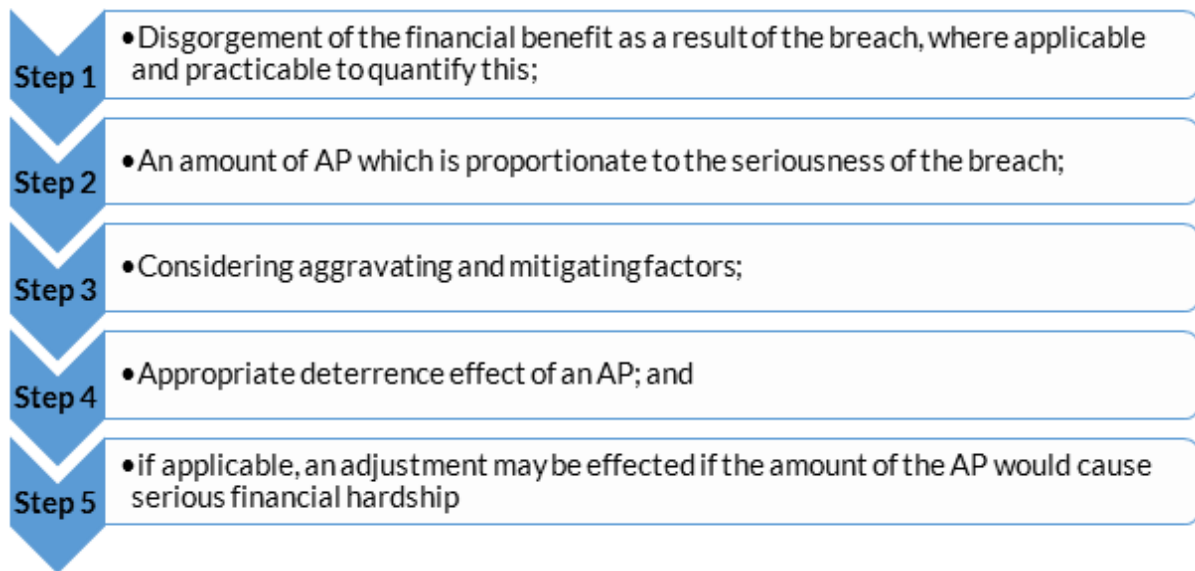 Step 1
•Disgorgement of the financial benefit as a result of the breach, where applicable
and practicable to quantify this;
Step 2
•An amount of AP which is proportionate to the seriousness of the breach;
Step 3
•Considering aggravating and mitigating factors;
Step 4
•Appropriate deterrence effect of an AP; and
Step 5
•if applicable, an adjustment may be effected if the amount of the AP would cause
serious financial hardship